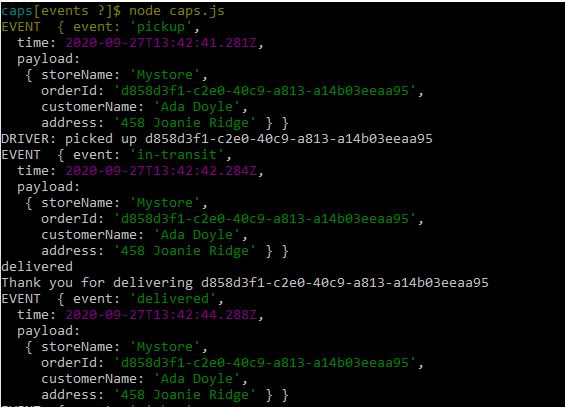 caps[events ?]$ node caps.js
EVENT  { event: 'pickup',
  time: 2020-09-27T13:42:41.281Z,
  payload:
   { storeName: 'Mystore',
     orderId: 'd858d3f1-c2e0-40c9-a813-a14b03eeaa95',
     customerName: 'Ada Doyle',
     address: '458 Joanie Ridge' } }
DRIVER: picked up d858d3f1-c2e0-40c9-a813-a14b03eeaa95
EVENT  { event: 'in-transit',
  time: 2020-09-27T13:42:42.284Z,
  payload:
   { storeName: 'Mystore',
     orderId: 'd858d3f1-c2e0-40c9-a813-a14b03eeaa95',
     customerName: 'Ada Doyle',
     address: '458 Joanie Ridge' } }
delivered
Thank you for delivering d858d3f1-c2e0-40c9-a813-a14b03eeaa95
EVENT  { event: 'delivered',
  time: 2020-09-27T13:42:44.288Z,
  payload:
   { storeName: 'Mystore',
     orderId: 'd858d3f1-c2e0-40c9-a813-a14b03eeaa95',
     customerName: 'Ada Doyle',
     address: '458 Joanie Ridge' } }